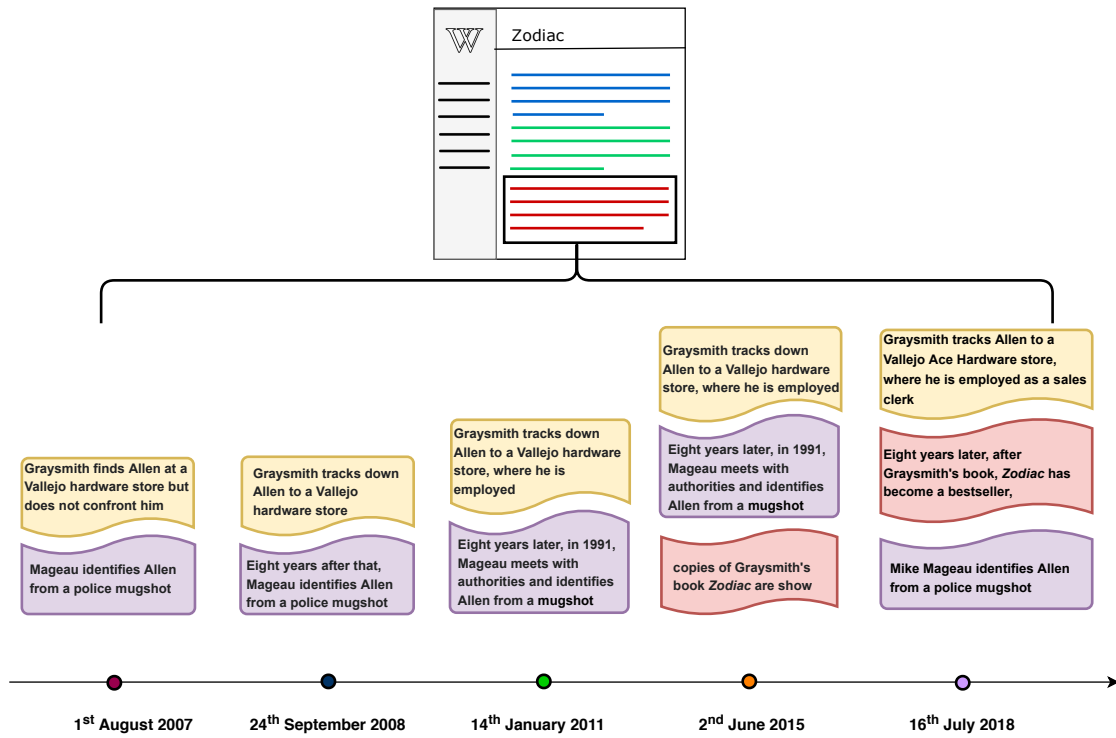 W
Zodiac
Graysmith finds Allen at a
Vallejo hardware store but
does not confront him
Mageau identifies Allen
from a police mugshot
Graysmith tracks down
Allen to a Vallejo
hardware store
Eight years after that,
Mageau identifies Allen
from a police mugshot
Graysmith tracks down
Allen to a Vallejo hardware
store, where he is
employed
Eight years later, in 1991,
Mageau meets with
authorities and identifies
Allen from a mugshot
Graysmith tracks down
Allen to a Vallejo hardware
store, where he is employed
Eight years later, in 1991,
Mageau meets with
authorities and identifies
Allen from a mugshot
copies of Graysmith's
book Zodiac are show
Graysmith tracks Allen to a
Vallejo Ace Hardware store,
where he is employed as a sales
clerk
Eight years later, after
Graysmith's book, Zodiac has
become a bestseller,
Mike Mageau identifies Allen
from a police mugshot
1st August 2007
24th September 2008
14th January 2011
2nd June 2015
16th July 2018